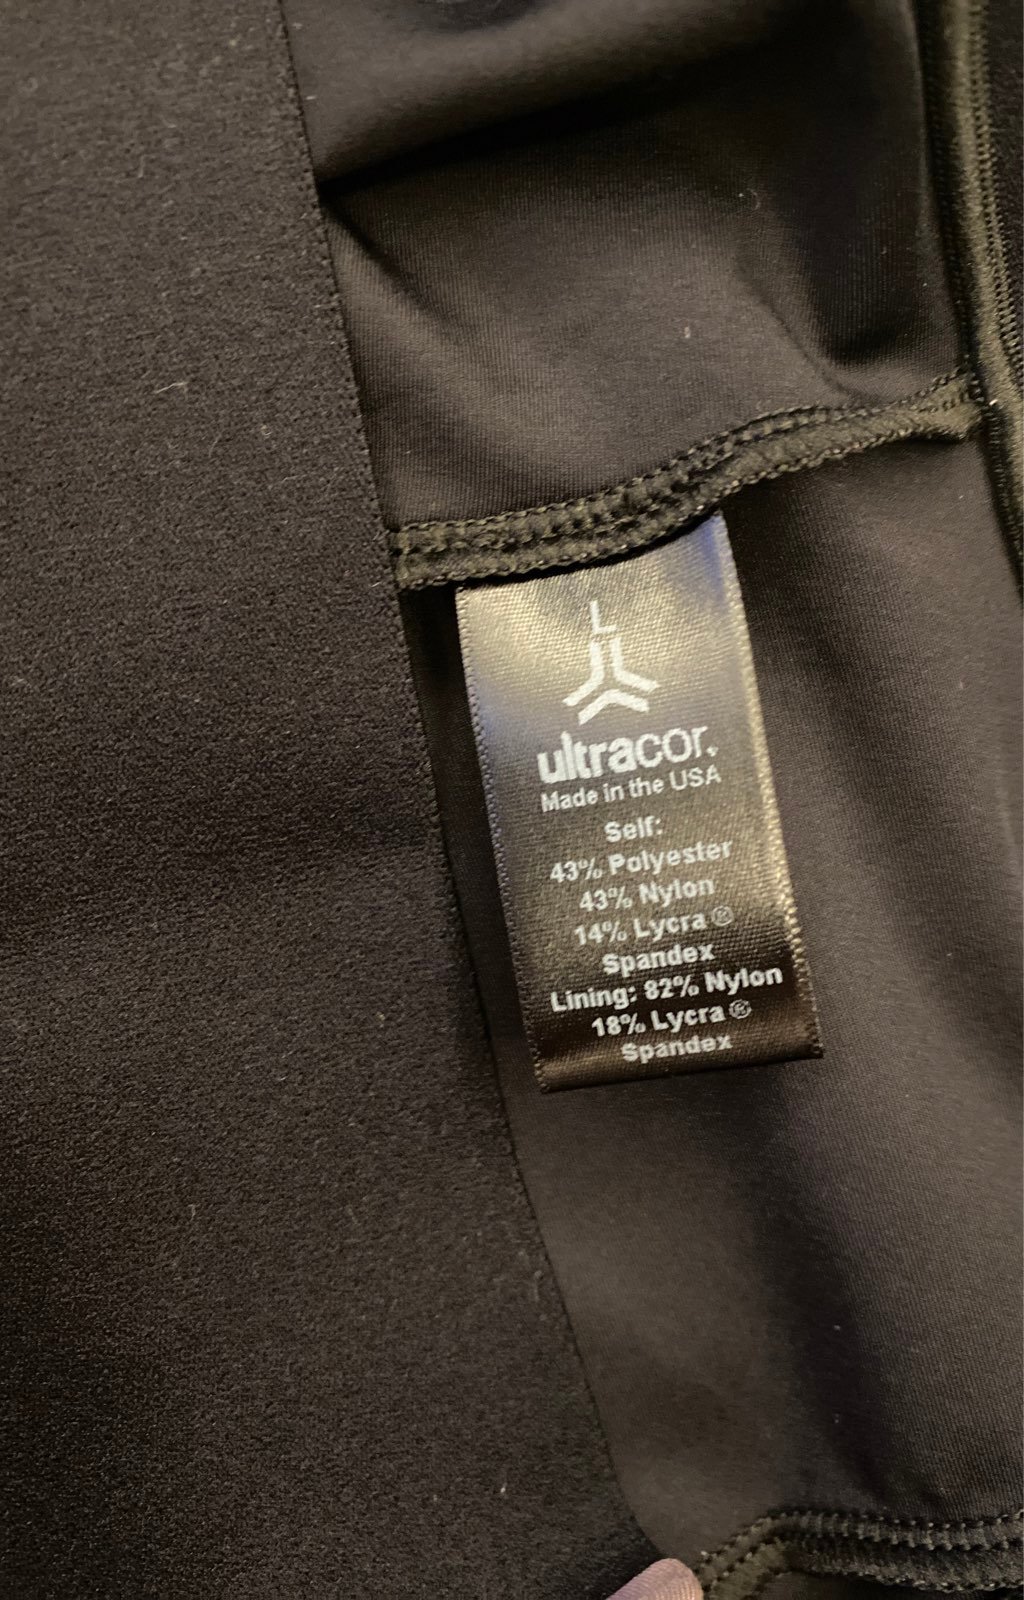 L
ultracor.
Made in the USA
Self:
43% Polyester
43% Nylon
14% Lycra ®
Spandex
Lining: 82% Nylon
18% Lycra ®
Spandex